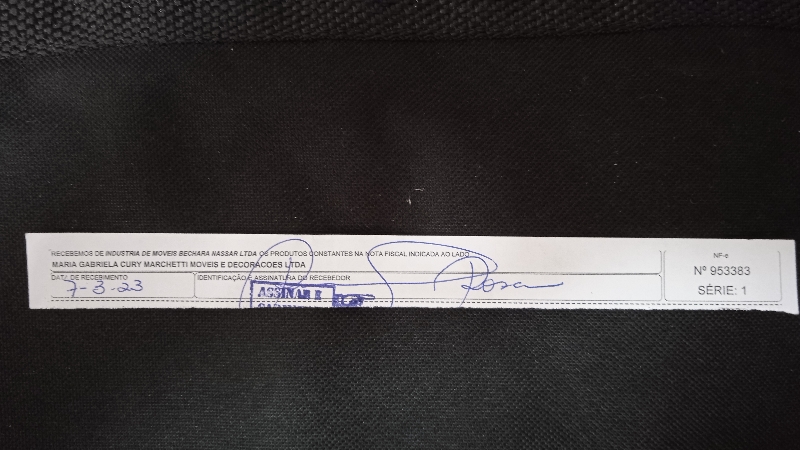 RECEBEMOS DE INDUSTRIA DE MOVEIS BECHARA NASSAR LTDA OS PRODUTOS CONSTANTES NA NOTA FISCAL INDICADA AO LADO
MARIA GABRIELA CURY MARCHETTI MOVEIS E DECORACOES LTDA
DATA DE RECEBIMENTO
7-3-23
IDENTIFICAÇÃO E ASSINATURA DO RECEBEDOR
Rosa
ASSINAR E
NF-e
Nº 953383
SÉRIE: 1